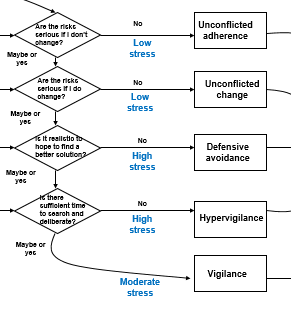 Are the risks
serious if I don't
change?
No
Low
stress
Unconflicted
adherence
Maybe or
yes
Are the risks
serious if I do
change?
No
Low
stress
Unconflicted
change
Maybe or
yes
Is it realistic to
hope to find a
better solution?
No
High
stress
Defensive
avoidance
Maybe or
yes
Is there
sufficient time
to search and
deliberate?
No
High
stress
Hypervigilance
Maybe or
yes
Moderate
stress
Vigilance